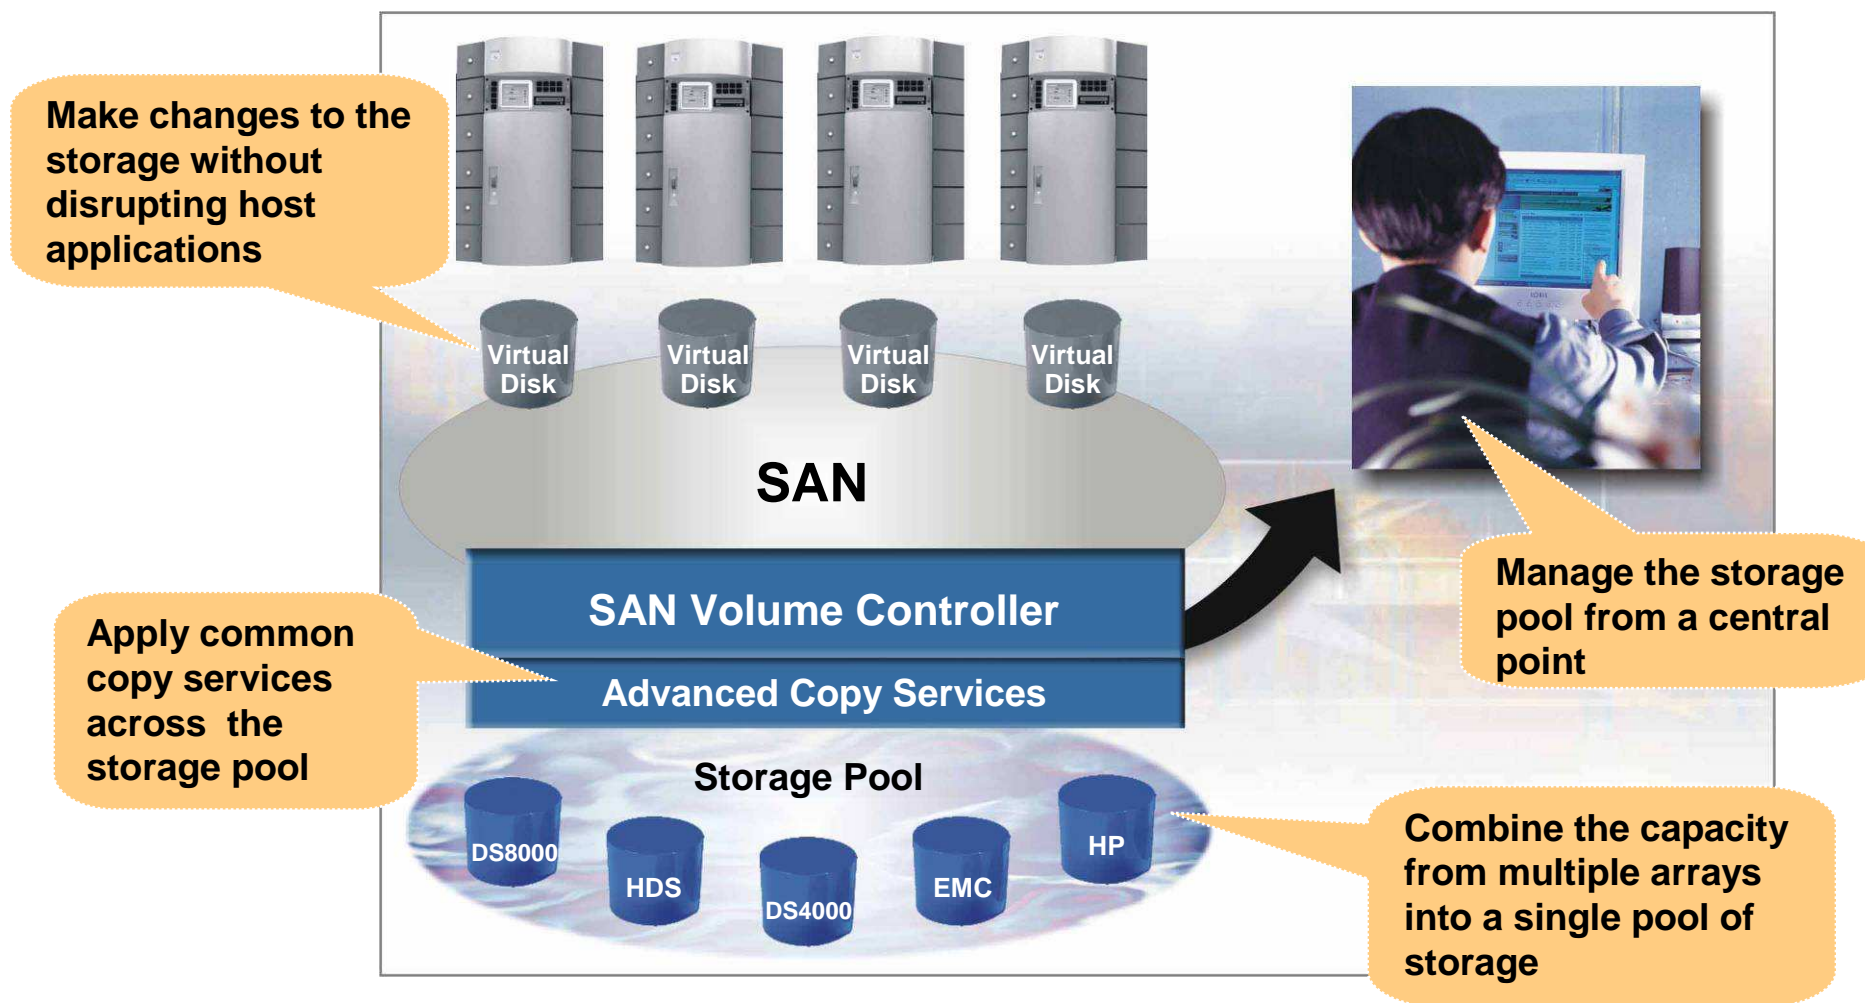 Make changes to the
storage without
disrupting host
applications
Virtual
Disk
Virtual
Disk
Virtual
Disk
Virtual
Disk
SAN
SAN Volume Controller
Advanced Copy Services
Apply common
copy services
across the
storage pool
Manage the storage
pool from a central
point
Storage Pool
DS8000
HDS
DS4000
EMC
HP
Combine the capacity
from multiple arrays
into a single pool of
storage